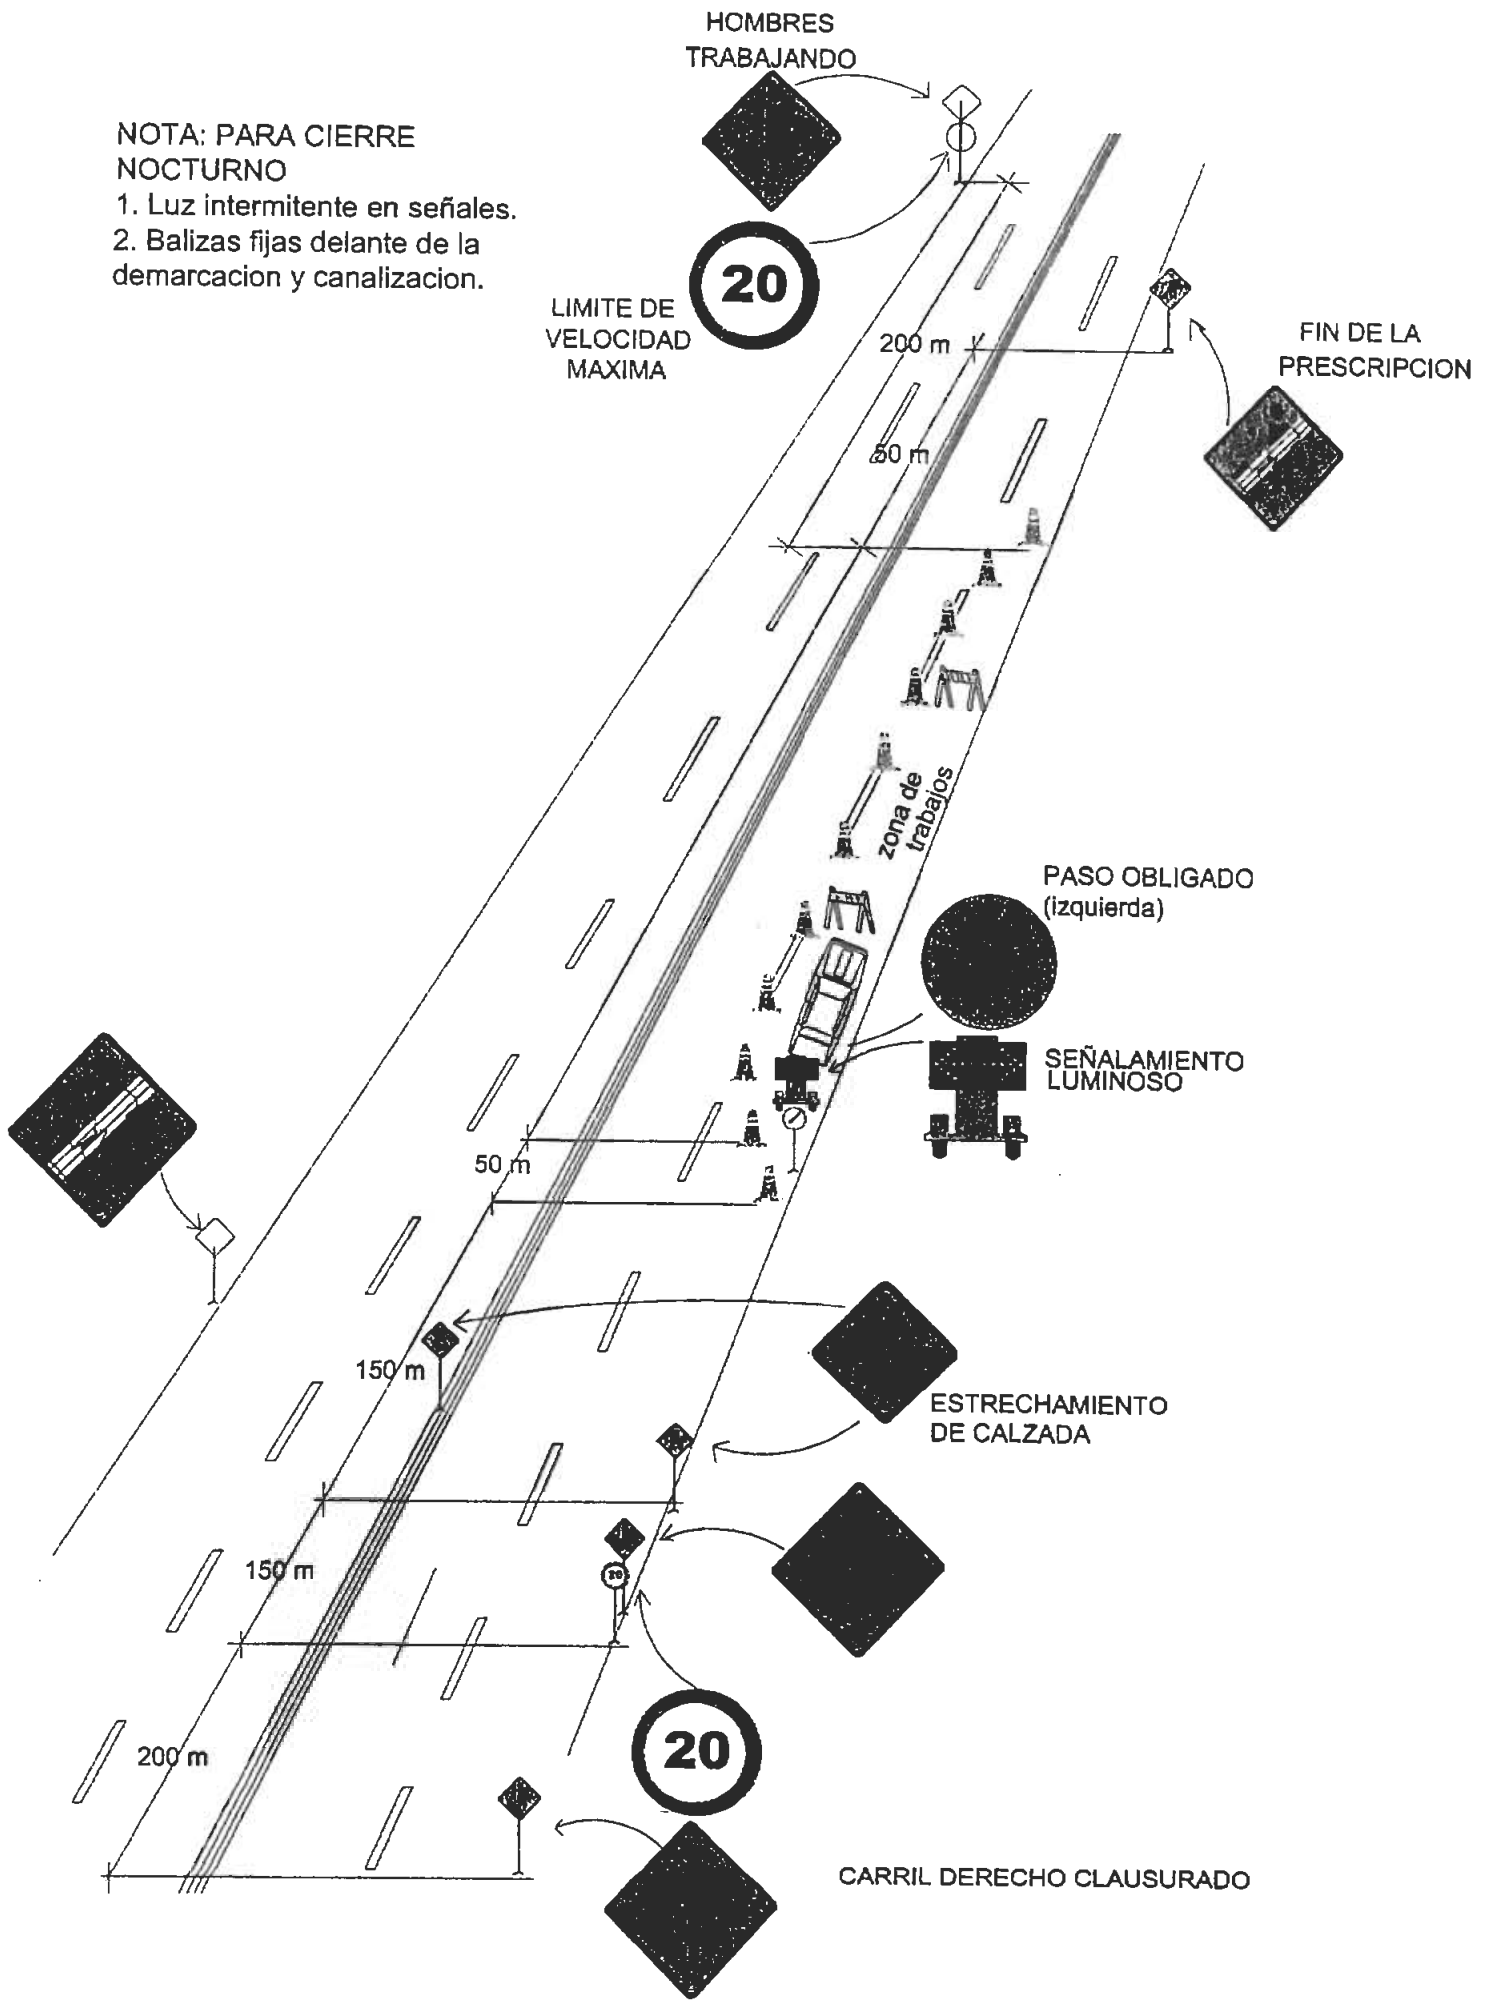 HOMBRES
TRABAJANDO
NOTA: PARA CIERRE
NOCTURNO
1. Luz intermitente en señales.
2. Balizas fijas delante de la
demarcacion y canalizacion.
20
LIMITE DE
VELOCIDAD
MAXIMA
200 m
FIN DE LA
PRESCRIPCION
50 m
zona de
trabajos
PASO OBLIGADO
(izquierda)
SEÑALAMIENTO
LUMINOSO
50 m
150 m
ESTRECHAMIENTO
DE CALZADA
150 m
20
20
200 m
CARRIL DERECHO CLAUSURADO